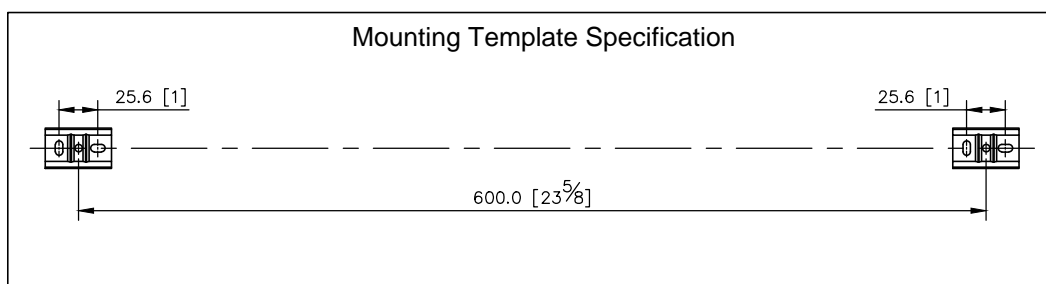 Mounting Template Specification
25.6 [1]
25.6 [1]
600.0 [23⅝]